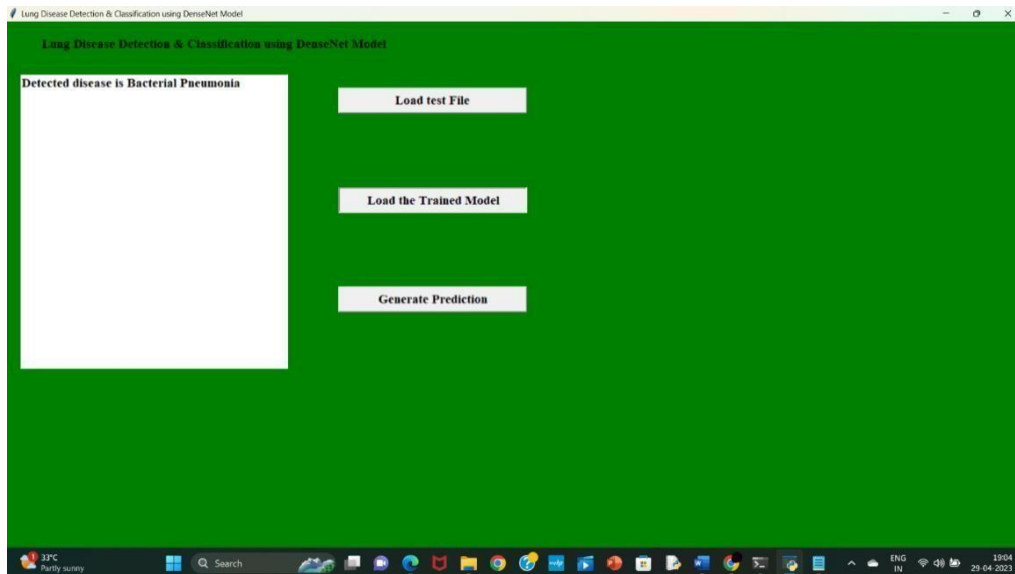 Lung Disease Detection & Classification using DenseNet Model
Lung Disease Detection & Classification using DenseNet Model
Detected disease is Bacterial Pneumonia
Load test File
Load the Trained Model
Generate Prediction
1
33°C
Partly sunny
Search
ENG
IN
19:04
29-04-2023